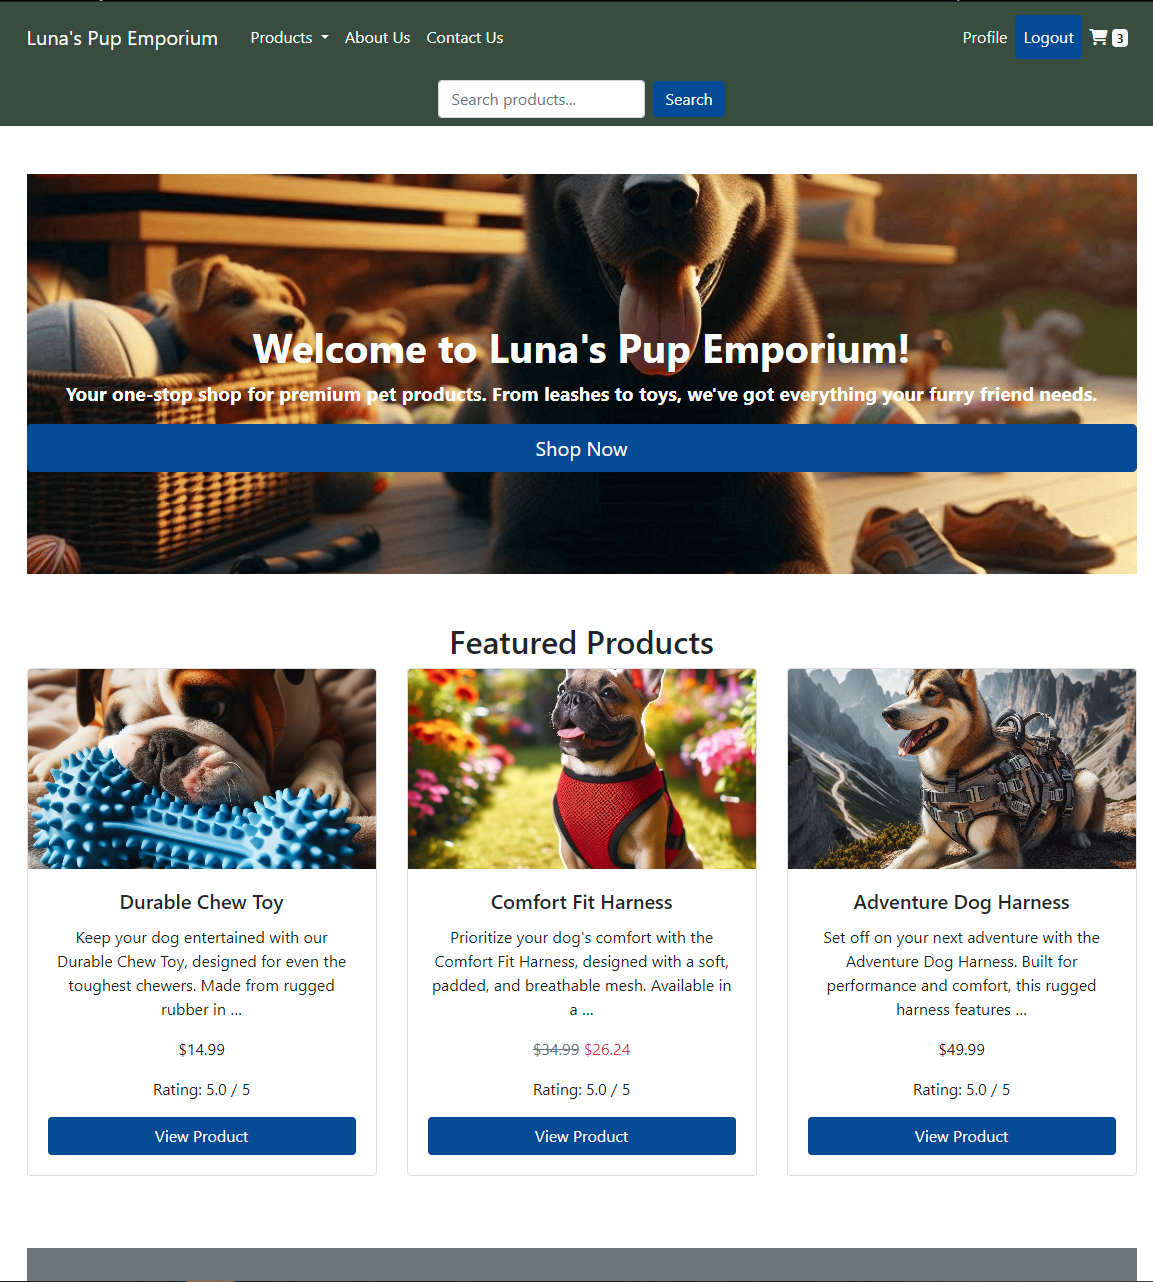 Luna's Pup Emporium Products About Us Contact Us Profile Logout 3
Search products... Search
Welcome to Luna's Pup Emporium!
Your one-stop shop for premium pet products. From leashes to toys, we've got everything your furry friend needs.
Shop Now
Featured Products
Durable Chew Toy
Keep your dog entertained with our
Durable Chew Toy, designed for even the
toughest chewers. Made from rugged
rubber in ...
$14.99
Rating: 5.0 / 5
View Product
Comfort Fit Harness
Prioritize your dog's comfort with the
Comfort Fit Harness, designed with a soft,
padded, and breathable mesh. Available in
a ...
$34.99 $26.24
Rating: 5.0 / 5
View Product
Adventure Dog Harness
Set off on your next adventure with the
Adventure Dog Harness. Built for
performance and comfort, this rugged
harness features ...
$49.99
Rating: 5.0 / 5
View Product